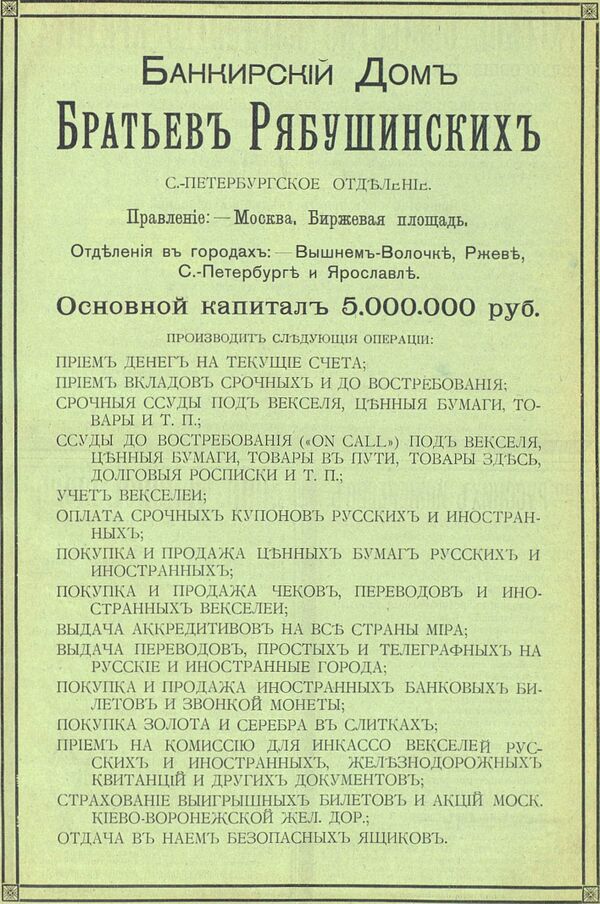 Банкирскій Домъ
Братьевъ Рябушинскихъ
С.-ПЕТЕРБУРГСКОЕ ОТДѢЛЕНІЕ.
Правленіе: — Москва, Биржевая площадь.
Отдѣленія въ городахъ: — Вышнемъ-Волочкѣ, Ржевѣ,
С.-Петербургѣ и Ярославлѣ.
Основной капиталъ 5.000.000 руб.
ПРОИЗВОДИТЪ СЛѢДУЮЩІЯ ОПЕРАЦІИ:
ПРІЕМЪ ДЕНЕГЪ НА ТЕКУЩІЕ СЧЕТА;
ПРІЕМЪ ВКЛАДОВЪ СРОЧНЫХЪ И ДО ВОСТРЕБОВАНІЯ;
СРОЧНЫЯ ССУДЫ ПОДЪ ВЕКСЕЛЯ, ЦѢННЫЯ БУМАГИ, ТО-
ВАРЫ И Т. П.;
ССУДЫ ДО ВОСТРЕБОВАНІЯ («ON CALL») ПОДЪ ВЕКСЕЛЯ,
ЦѢННЫЯ БУМАГИ, ТОВАРЫ ВЪ ПУТИ, ТОВАРЫ ЗДѢСЬ,
ДОЛГОВЫЯ РОСПИСКИ И Т. П.;
УЧЕТЪ ВЕКСЕЛЕИ;
ОПЛАТА СРОЧНЫХЪ КУПОНОВЪ РУССКИХЪ И ИНОСТРАН-
НЫХЪ;
ПОКУПКА И ПРОДАЖА ЦѢННЫХЪ БУМАГЪ РУССКИХЪ И
ИНОСТРАННЫХЪ;
ПОКУПКА И ПРОДАЖА ЧЕКОВЪ, ПЕРЕВОДОВЪ И ИНО-
СТРАННЫХЪ ВЕКСЕЛЕИ;
ВЫДАЧА АККРЕДИТИВОВЪ НА ВСѢ СТРАНЫ МІРА;
ВЫДАЧА ПЕРЕВОДОВЪ, ПРОСТЫХЪ И ТЕЛЕГРАФНЫХЪ НА
РУССКІЕ И ИНОСТРАННЫЕ ГОРОДА;
ПОКУПКА И ПРОДАЖА ИНОСТРАННЫХЪ БАНКОВЫХЪ БИ-
ЛЕТОВЪ И ЗВОНКОЙ МОНЕТЫ;
ПОКУПКА ЗОЛОТА И СЕРЕБРА ВЪ СЛИТКАХЪ;
ПРІЕМЪ НА КОМИССІЮ ДЛЯ ИНКАССО ВЕКСЕЛЕЙ РУС-
СКИХЪ И ИНОСТРАННЫХЪ, ЖЕЛѢЗНОДОРОЖНЫХЪ
КВИТАНЦІЙ И ДРУГИХЪ ДОКУМЕНТОВЪ;
СТРАХОВАНІЕ ВЫИГРЫШНЫХЪ БИЛЕТОВЪ И АКЦІЙ МОСК.
КІЕВО-ВОРОНЕЖСКОЙ ЖЕЛ. ДОР.;
ОТДАЧА ВЪ НАЕМЪ БЕЗОПАСНЫХЪ ЯЩИКОВЪ.